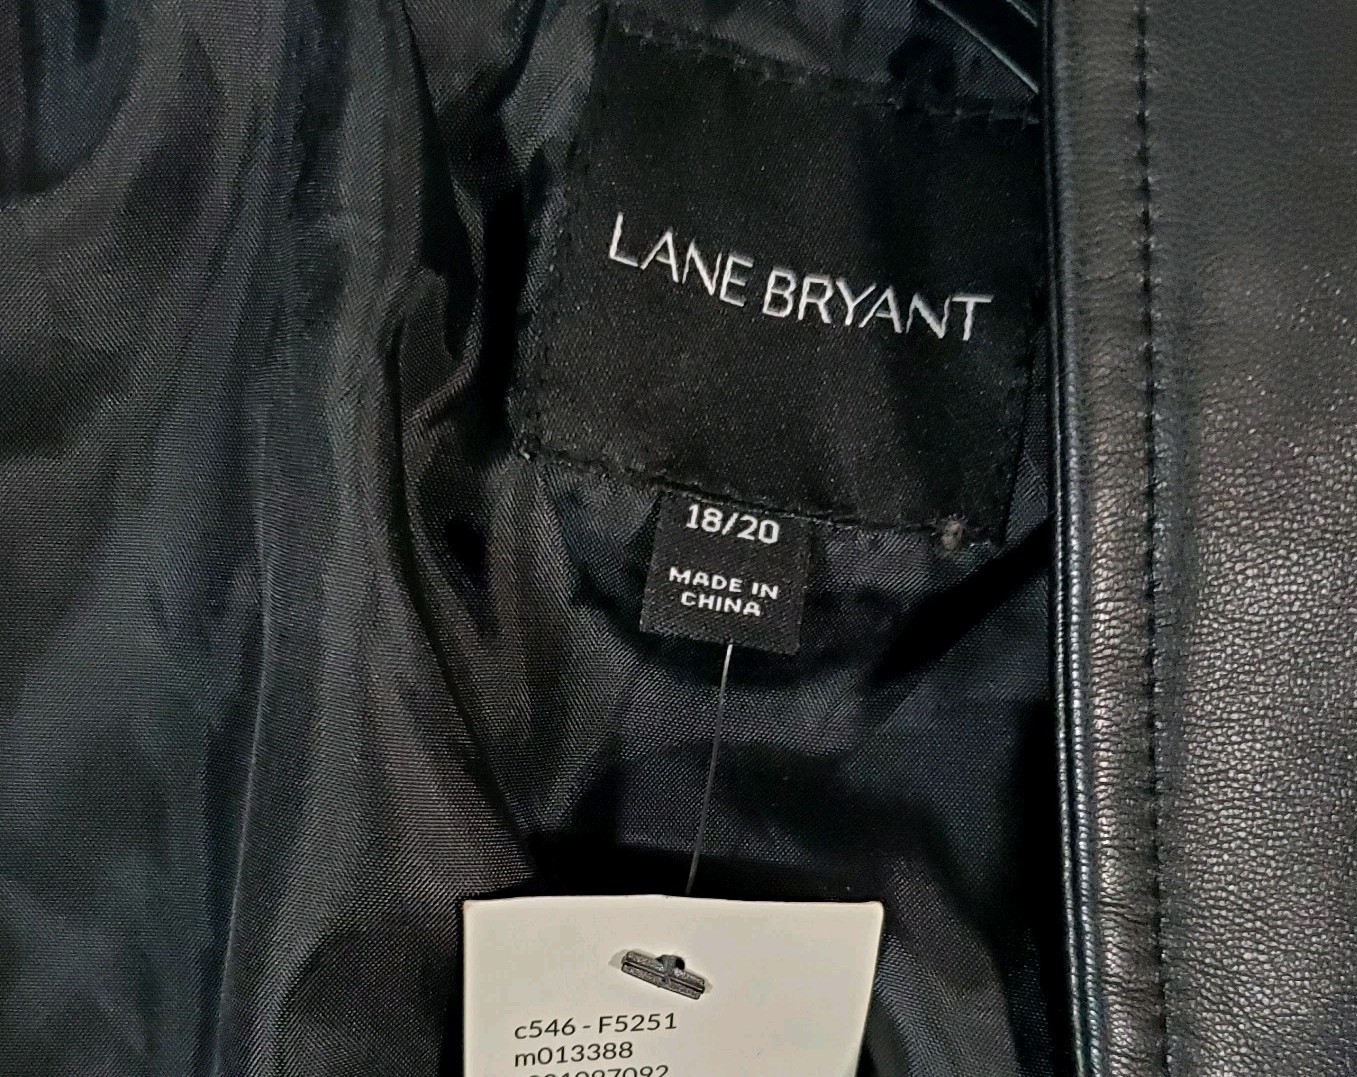 LANE BRYANT
18/20
MADE IN
CHINA
c546 - F5251
m013388